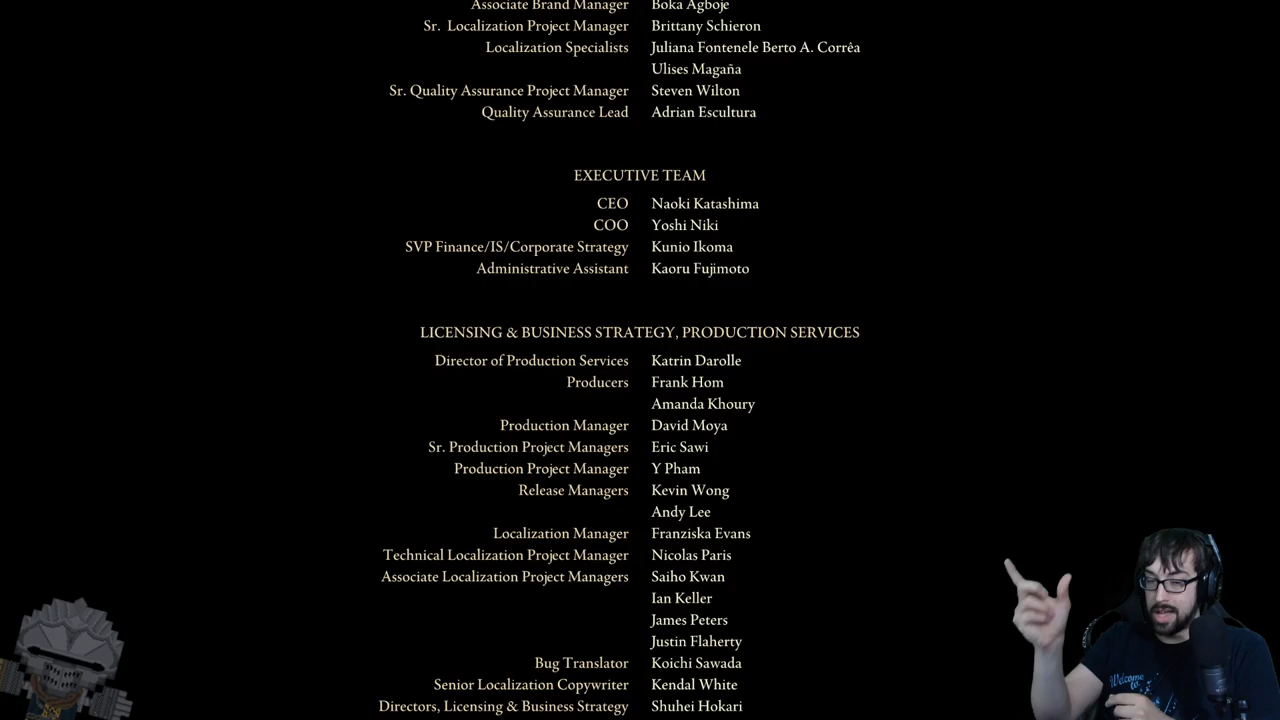 Associate Brand Manager Boka Agboje
Sr. Localization Project Manager Brittany Schieron
Localization Specialists Juliana Fontenele Berto A. Corrêa
Ulises Magaña
Sr. Quality Assurance Project Manager Steven Wilton
Quality Assurance Lead Adrian Escultura
EXECUTIVE TEAM
CEO Naoki Katashima
COO Yoshi Niki
SVP Finance/IS/Corporate Strategy Kunio Ikoma
Administrative Assistant Kaoru Fujimoto
LICENSING & BUSINESS STRATEGY, PRODUCTION SERVICES
Director of Production Services Katrin Darolle
Producers Frank Hom
Amanda Khoury
Production Manager David Moya
Sr. Production Project Managers Eric Sawi
Production Project Manager Y Pham
Release Managers Kevin Wong
Andy Lee
Localization Manager Franziska Evans
Technical Localization Project Manager Nicolas Paris
Associate Localization Project Managers Saiho Kwan
Ian Keller
James Peters
Justin Flaherty
Bug Translator Koichi Sawada
Senior Localization Copywriter Kendal White
Directors, Licensing & Business Strategy Shuhei Hokari
Welcome
to